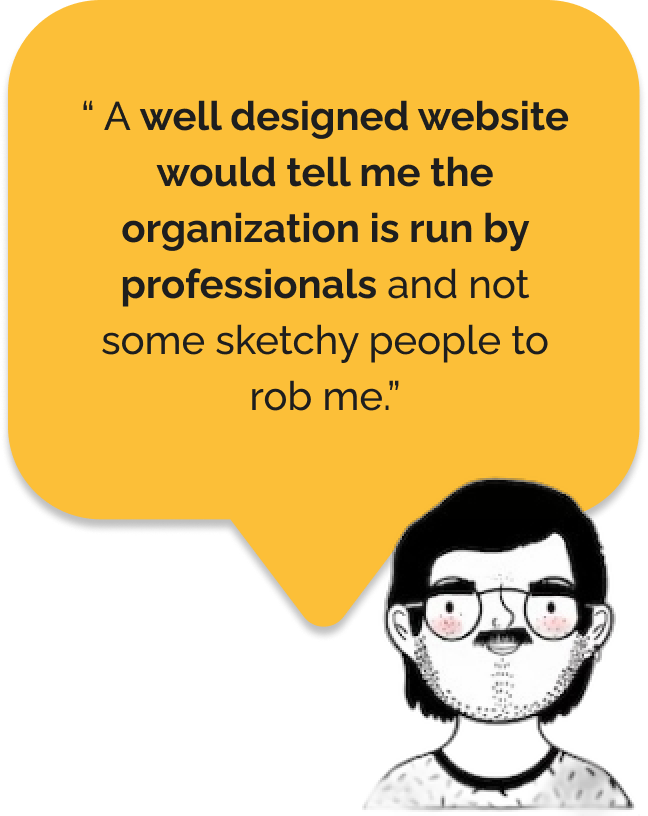 “ A well designed website
would tell me the
organization is run by
professionals and not
some sketchy people to
rob me.”